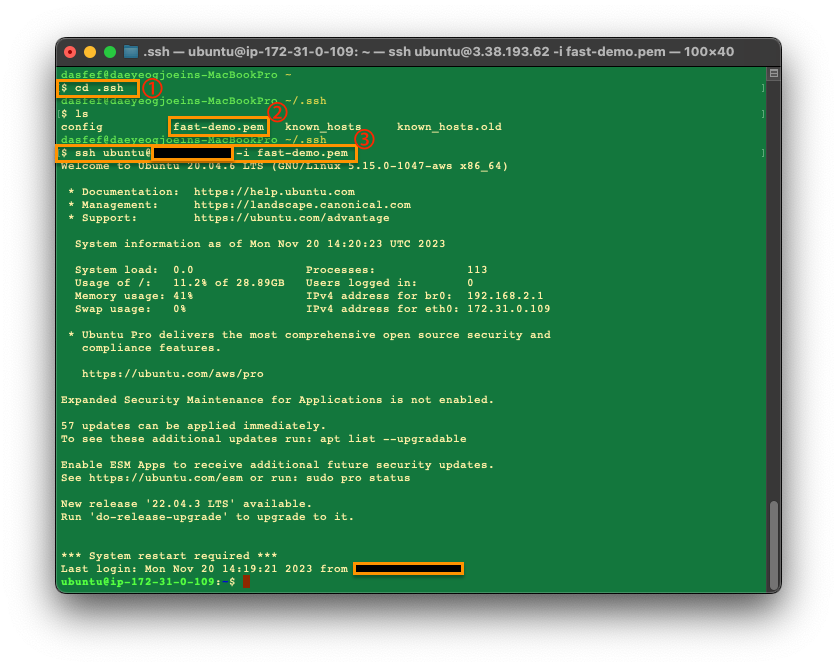 .ssh — ubuntu@ip-172-31-0-109: ~ — ssh ubuntu@3.38.193.62 -i fast-demo.pem — 100×40
dasfef@daeyeogjoeins-MacBookPro ~
$ cd .ssh ①
dasfef@daeyeogjoeins-MacBookPro ~/.ssh
$ ls ②
config fast-demo.pem known_hosts known_hosts.old
dasfef@daeyeogjoeins-MacBookPro ~/.ssh ③
$ ssh ubuntu@ -i fast-demo.pem
Welcome to Ubuntu 20.04.6 LTS (GNU/Linux 5.15.0-1047-aws x86_64)
* Documentation: https://help.ubuntu.com
* Management: https://landscape.canonical.com
* Support: https://ubuntu.com/advantage
System information as of Mon Nov 20 14:20:23 UTC 2023
System load: 0.0 Processes: 113
Usage of /: 11.2% of 28.89GB Users logged in: 0
Memory usage: 41% IPv4 address for br0: 192.168.2.1
Swap usage: 0% IPv4 address for eth0: 172.31.0.109
* Ubuntu Pro delivers the most comprehensive open source security and
compliance features.
https://ubuntu.com/aws/pro
Expanded Security Maintenance for Applications is not enabled.
57 updates can be applied immediately.
To see these additional updates run: apt list --upgradable
Enable ESM Apps to receive additional future security updates.
See https://ubuntu.com/esm or run: sudo pro status
New release '22.04.3 LTS' available.
Run 'do-release-upgrade' to upgrade to it.
*** System restart required ***
Last login: Mon Nov 20 14:19:21 2023 from
ubuntu@ip-172-31-0-109:~$